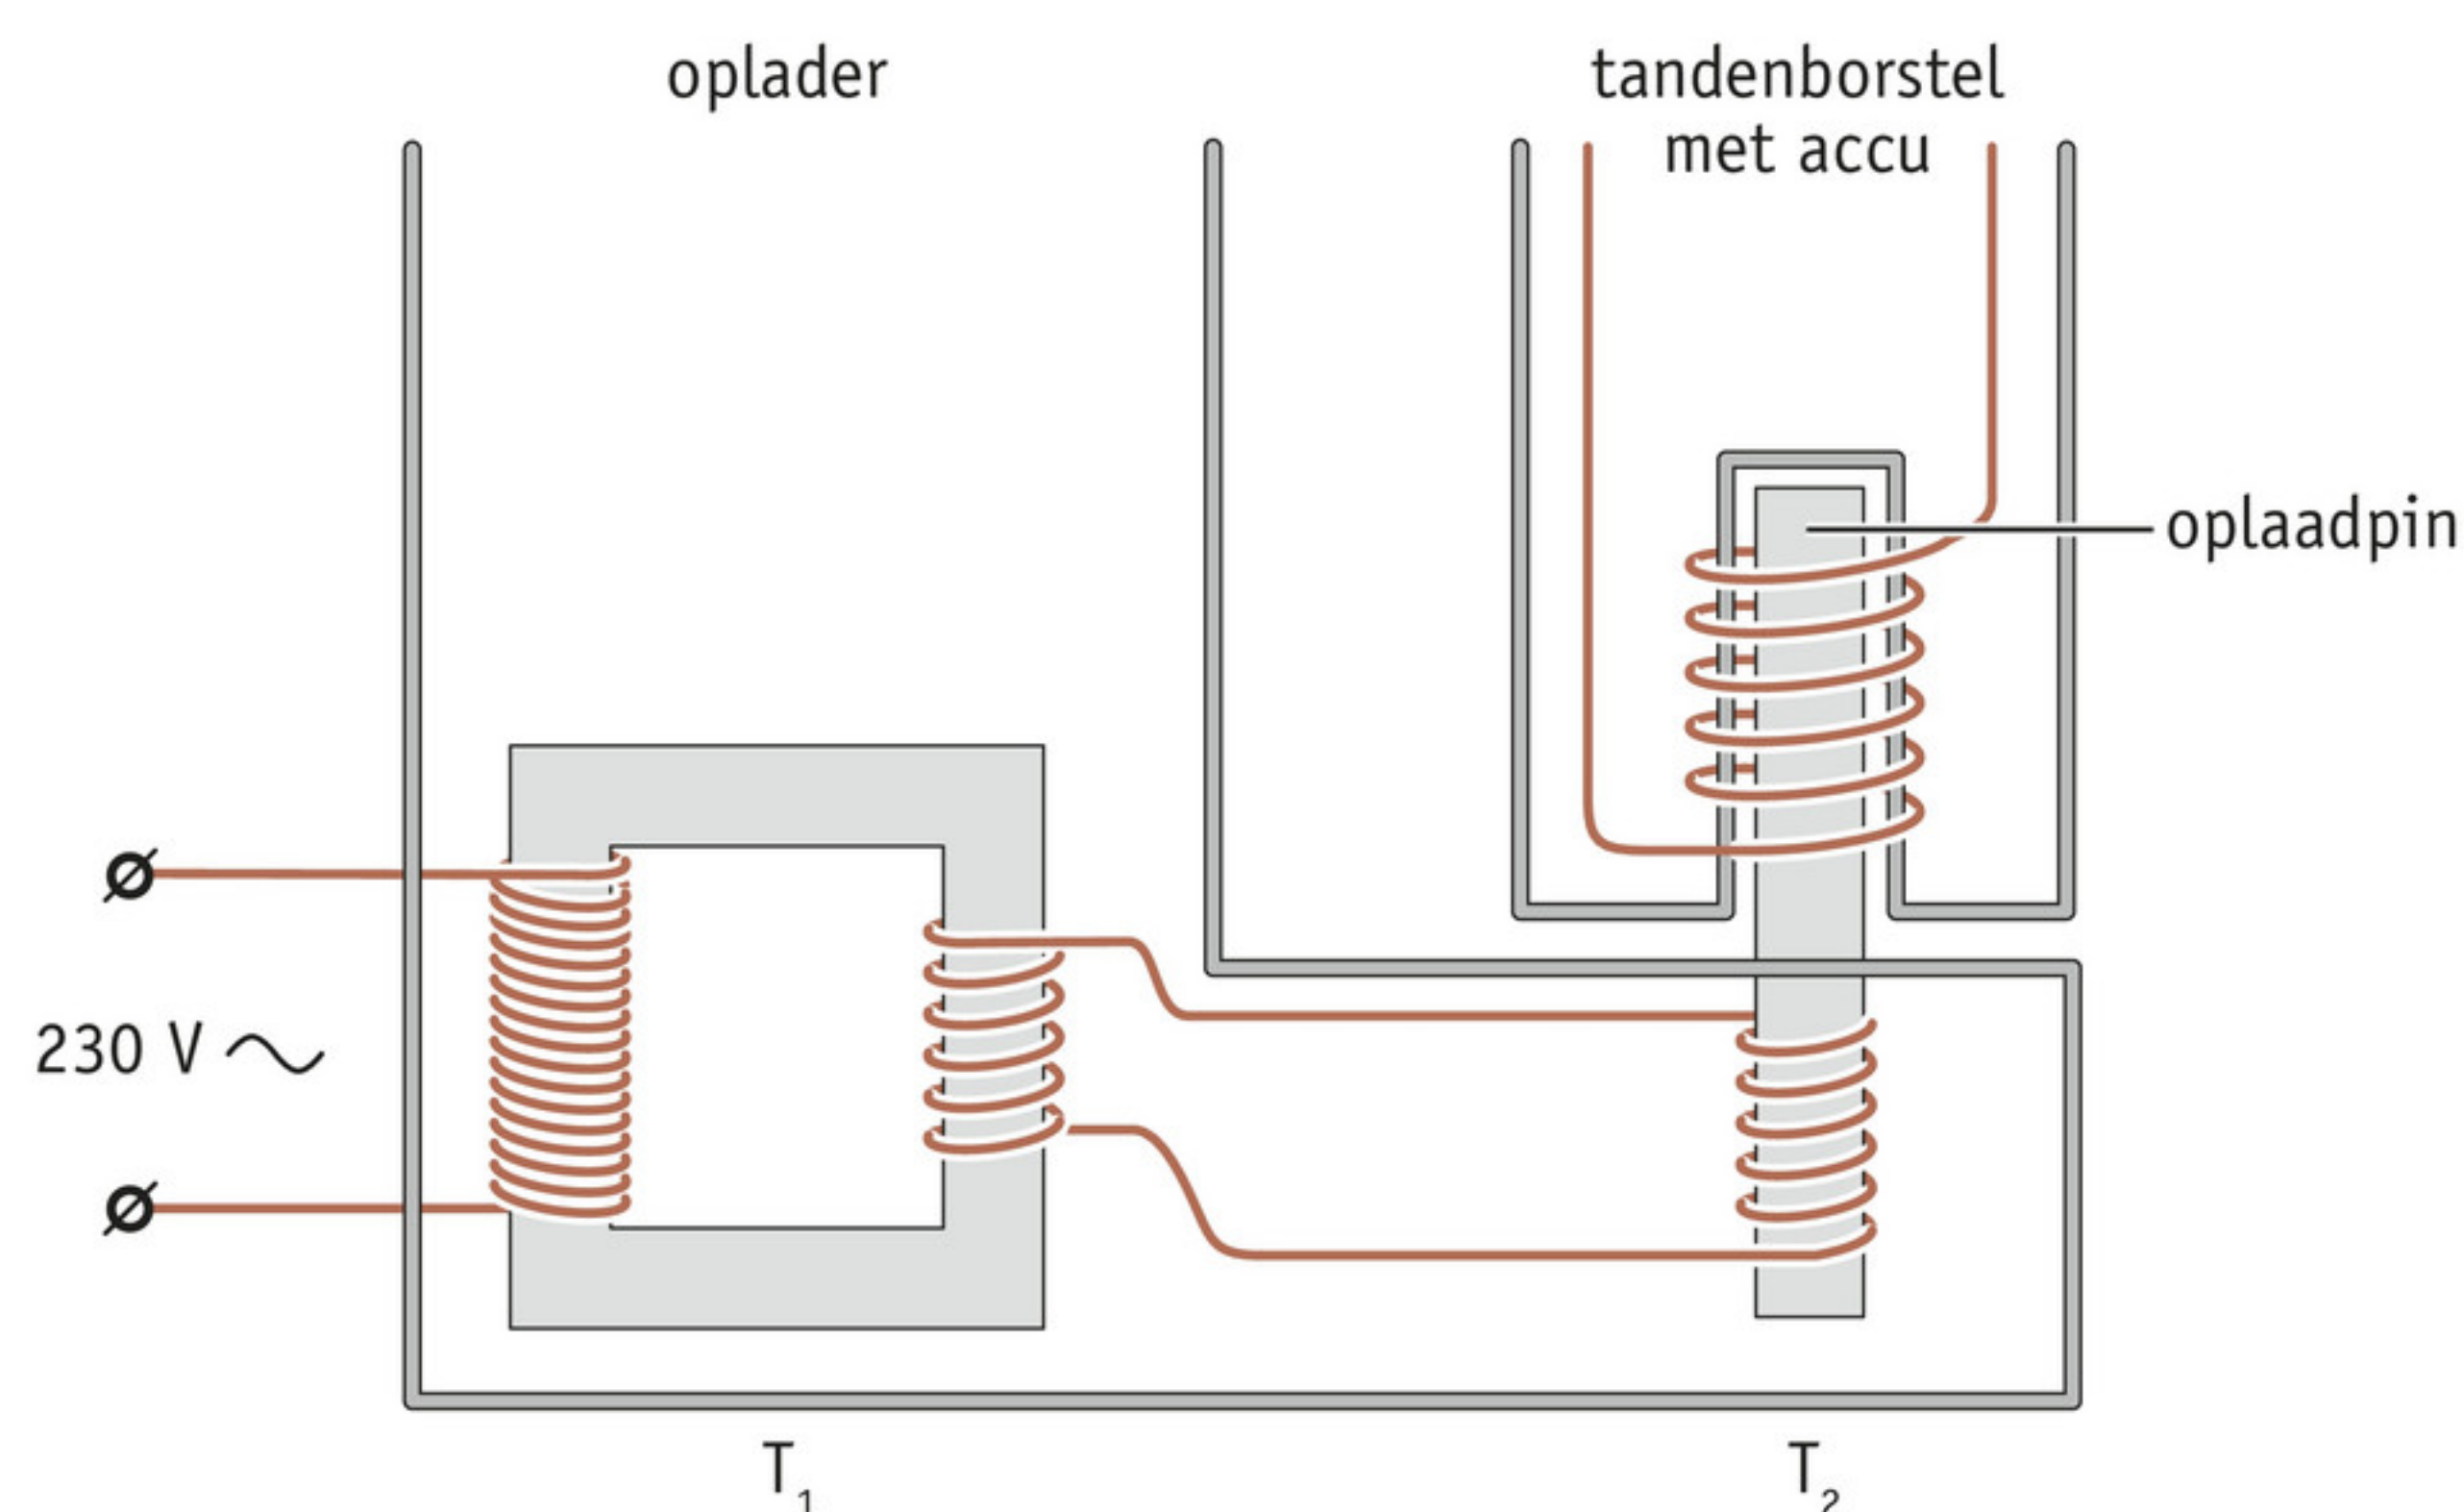 oplader
tandenborstel
met accu
oplaadpin
230 V
T1
T2